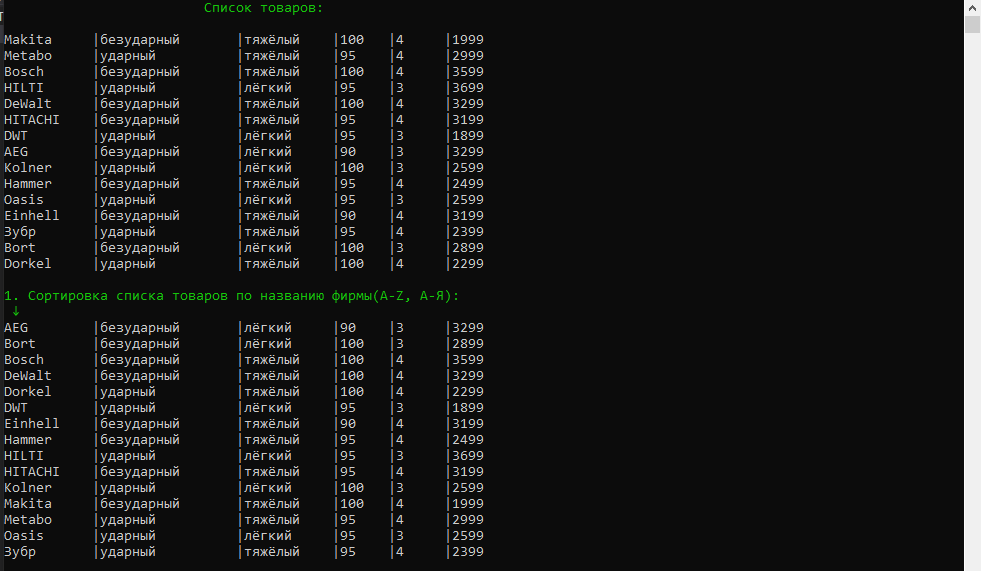 Список товаров:
Makita |безударный |тяжёлый |100 |4 |1999
Metabo |ударный |тяжёлый |95 |4 |2999
Bosch |безударный |тяжёлый |100 |4 |3599
HILTI |ударный |лёгкий |95 |3 |3699
DeWalt |безударный |тяжёлый |100 |4 |3299
HITACHI |безударный |тяжёлый |95 |4 |3199
DWT |ударный |лёгкий |95 |3 |1899
AEG |безударный |лёгкий |90 |3 |3299
Kolner |ударный |лёгкий |100 |3 |2599
Hammer |безударный |тяжёлый |95 |4 |2499
Oasis |ударный |лёгкий |95 |3 |2599
Einhell |безударный |тяжёлый |90 |4 |3199
Зубр |ударный |тяжёлый |95 |4 |2399
Bort |безударный |лёгкий |100 |3 |2899
Dorkel |ударный |тяжёлый |100 |4 |2299
1. Сортировка списка товаров по названию фирмы(A-Z, А-Я):
↓
AEG |безударный |лёгкий |90 |3 |3299
Bort |безударный |лёгкий |100 |3 |2899
Bosch |безударный |тяжёлый |100 |4 |3599
DeWalt |безударный |тяжёлый |100 |4 |3299
Dorkel |ударный |тяжёлый |100 |4 |2299
DWT |ударный |лёгкий |95 |3 |1899
Einhell |безударный |тяжёлый |90 |4 |3199
Hammer |безударный |тяжёлый |95 |4 |2499
HILTI |ударный |лёгкий |95 |3 |3699
HITACHI |безударный |тяжёлый |95 |4 |3199
Kolner |ударный |лёгкий |100 |3 |2599
Makita |безударный |тяжёлый |100 |4 |1999
Metabo |ударный |тяжёлый |95 |4 |2999
Oasis |ударный |лёгкий |95 |3 |2599
Зубр |ударный |тяжёлый |95 |4 |2399